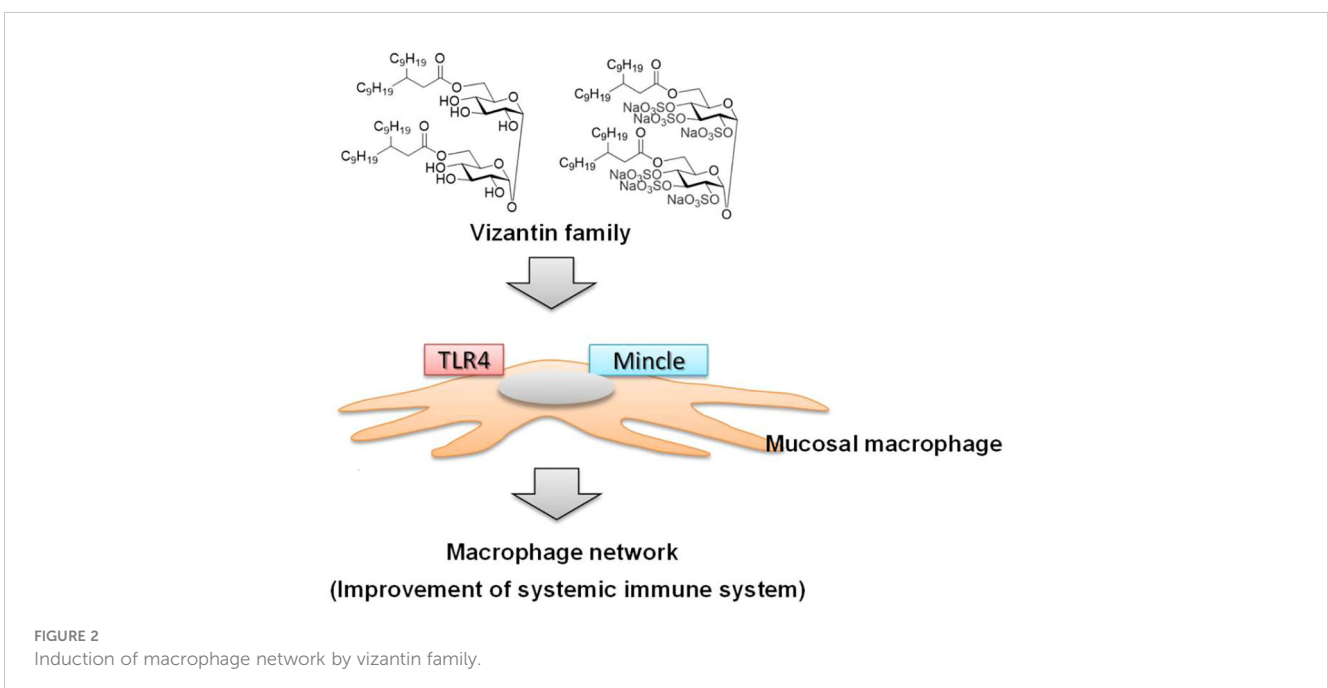 C₉H₁₉ O
C₉H₁₉ O
HO O
HO
HO
C₉H₁₉ O
C₉H₁₉ O
HO O
HO
HO
O
C₉H₁₉ O
C₉H₁₉ O
NaO₃SO O
NaO₃SO
NaO₃SO
C₉H₁₉ O
C₉H₁₉ O
NaO₃SO O
NaO₃SO
NaO₃SO
O
Vizantin family
TLR4 Mincle
Mucosal macrophage
Macrophage network
(Improvement of systemic immune system)
FIGURE 2
Induction of macrophage network by vizantin family.